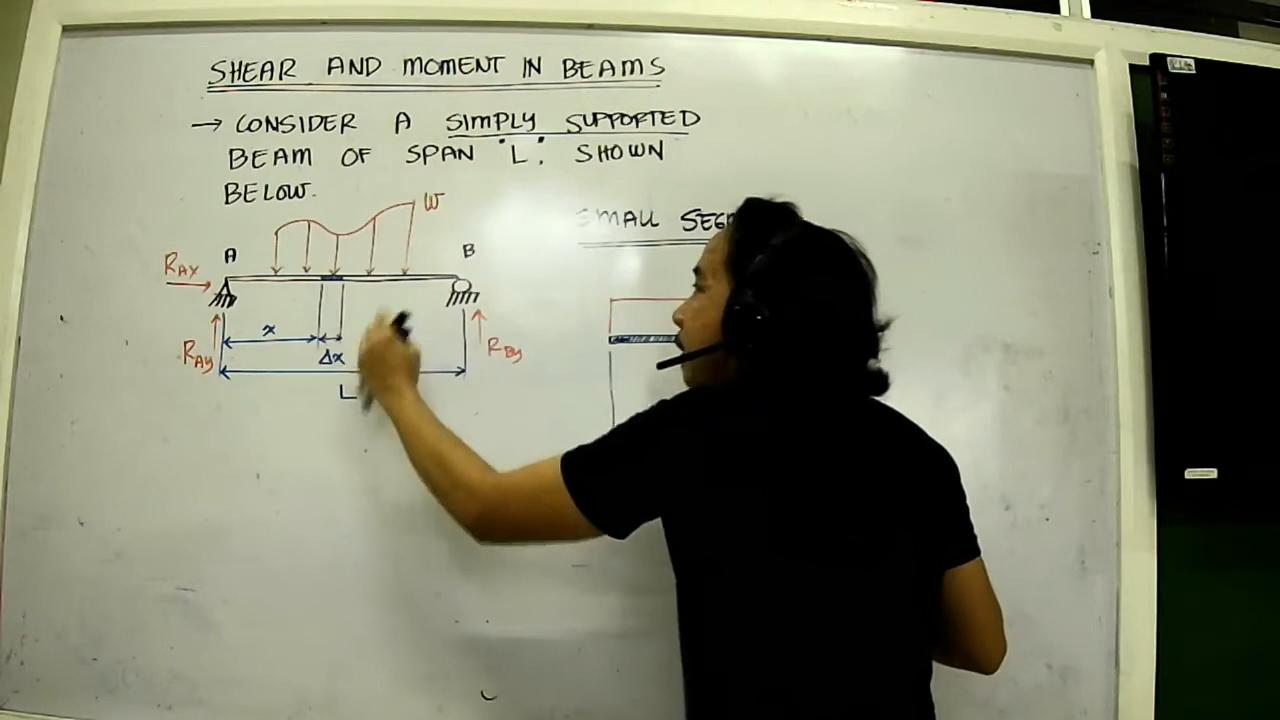 SHEAR AND MOMENT IN BEAMS
→ CONSIDER A SIMPLY SUPPORTED
BEAM OF SPAN "L". SHOWN
BELOW.
W
SMALL
A
B
RAX
x
RAy
Δx
RBy
L